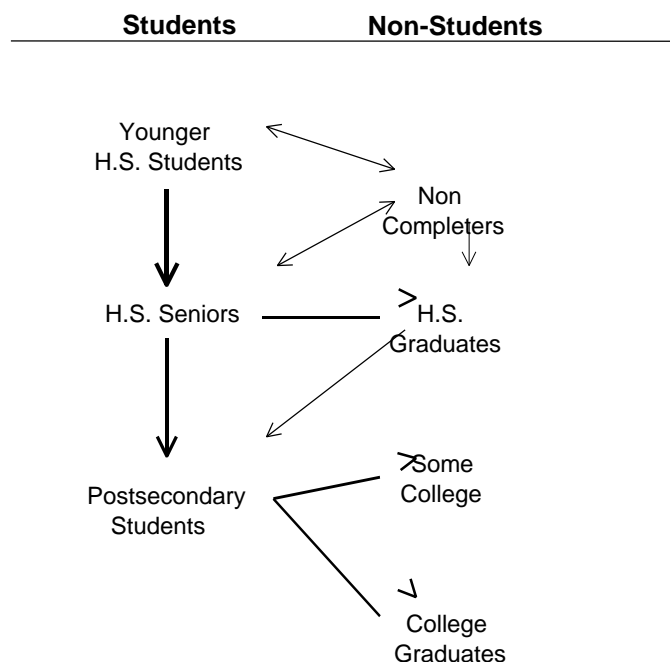 Students Non-Students
Younger
H.S. Students
Non
Completers
H.S. Seniors
H.S.
Graduates
Postsecondary
Students
Some
College
College
Graduates